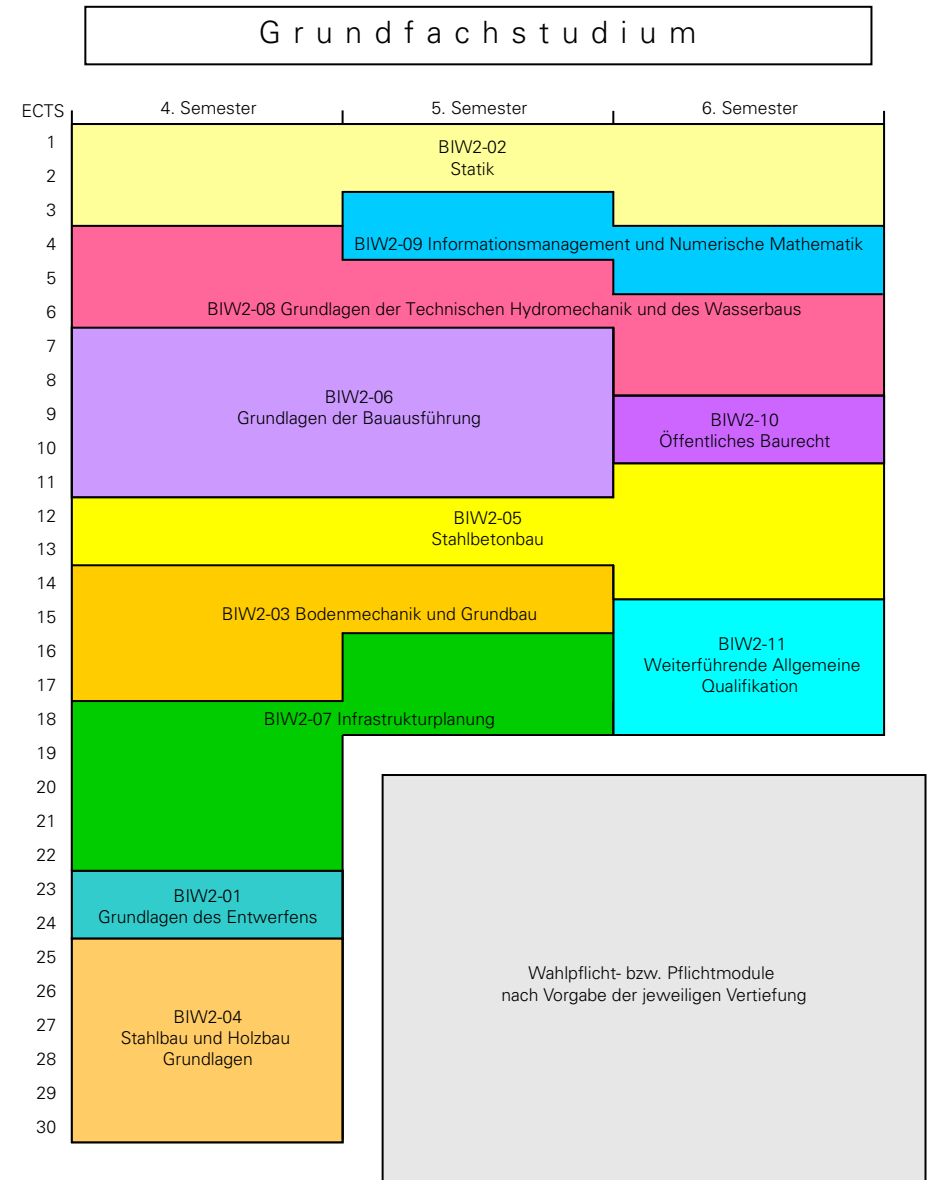 Grundfachstudium
ECTS 4. Semester 5. Semester 6. Semester
1
BIW2-02
2
Statik
3
4
BIW2-09 Informationsmanagement und Numerische Mathematik
5
6
BIW2-08 Grundlagen der Technischen Hydromechanik und des Wasserbaus
7
8
BIW2-06
Grundlagen der Bauausführung
9
BIW2-10
Öffentliches Baurecht
10
11
12
BIW2-05
Stahlbetonbau
13
14
15
BIW2-03 Bodenmechanik und Grundbau
16
BIW2-11
Weiterführende Allgemeine
Qualifikation
17
18
BIW2-07 Infrastrukturplanung
19
20
21
22
23
BIW2-01
Grundlagen des Entwerfens
24
25
Wahlpflicht- bzw. Pflichtmodule
nach Vorgabe der jeweiligen Vertiefung
26
27
BIW2-04
Stahlbau und Holzbau
Grundlagen
28
29
30